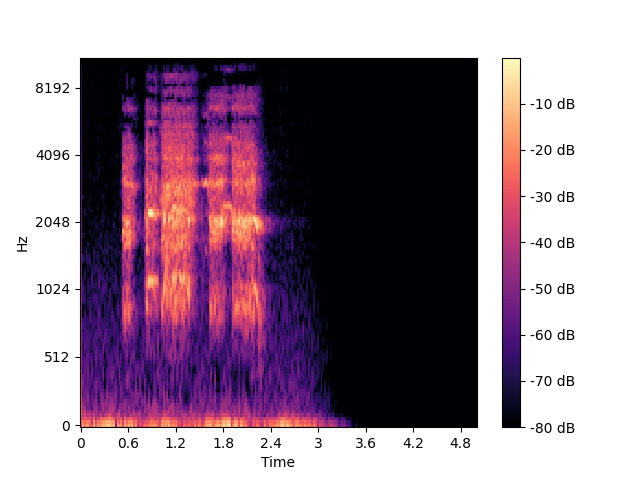 8192
4096
2048
1024
512
0
Hz
0 0.6 1.2 1.8 2.4 3 3.6 4.2 4.8
Time
-10 dB
-20 dB
-30 dB
-40 dB
-50 dB
-60 dB
-70 dB
-80 dB